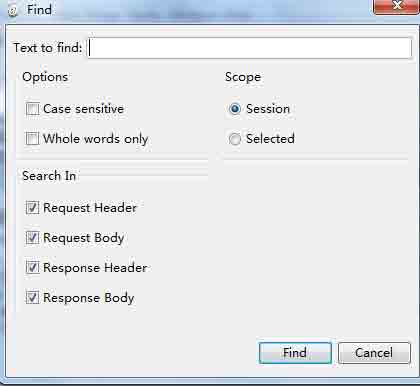 Find
Text to find:
Options
Scope
Case sensitive
Session
Whole words only
Selected
Search In
Request Header
Request Body
Response Header
Response Body
Find
Cancel